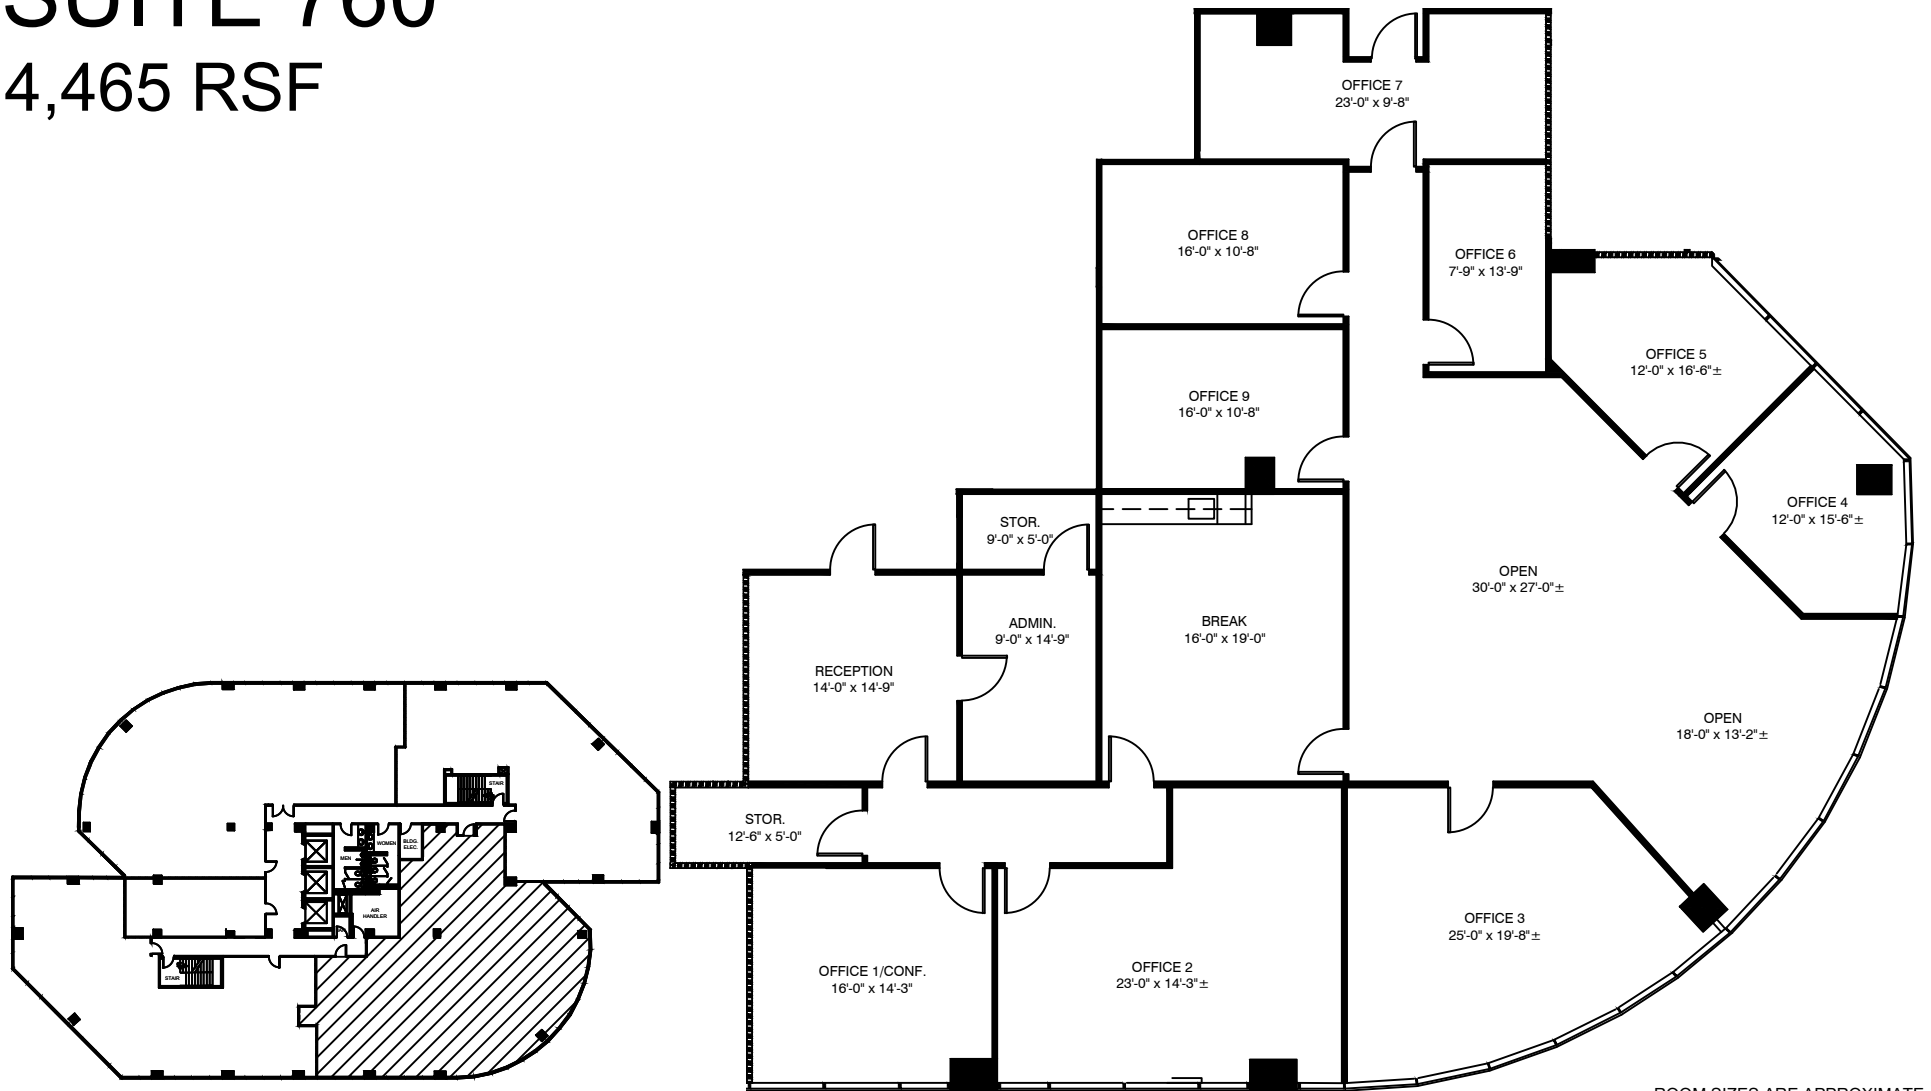 SUITE 760
4,465 RSF
OFFICE 7
23'-0" x 9'-8"
OFFICE 8
16'-0" x 10'-8"
OFFICE 6
7'-9" x 13'-9"
OFFICE 5
12'-0" x 16'-6"±
OFFICE 9
16'-0" x 10'-8"
OFFICE 4
12'-0" x 15'-6"±
STOR.
9'-0" x 5'-0"
OPEN
30'-0" x 27'-0"±
ADMIN.
9'-0" x 14'-9"
BREAK
16'-0" x 19'-0"
RECEPTION
14'-0" x 14'-9"
OPEN
18'-0" x 13'-2"±
STOR.
12'-6" x 5'-0"
OFFICE 3
25'-0" x 19'-8"±
OFFICE 1/CONF.
16'-0" x 14'-3"
OFFICE 2
23'-0" x 14'-3"±
STAIR
WOMEN
BLDG.
ELEC.
MEN
AIR
HANDLER
STAIR
ROOM SIZES ARE APPROXIMATE